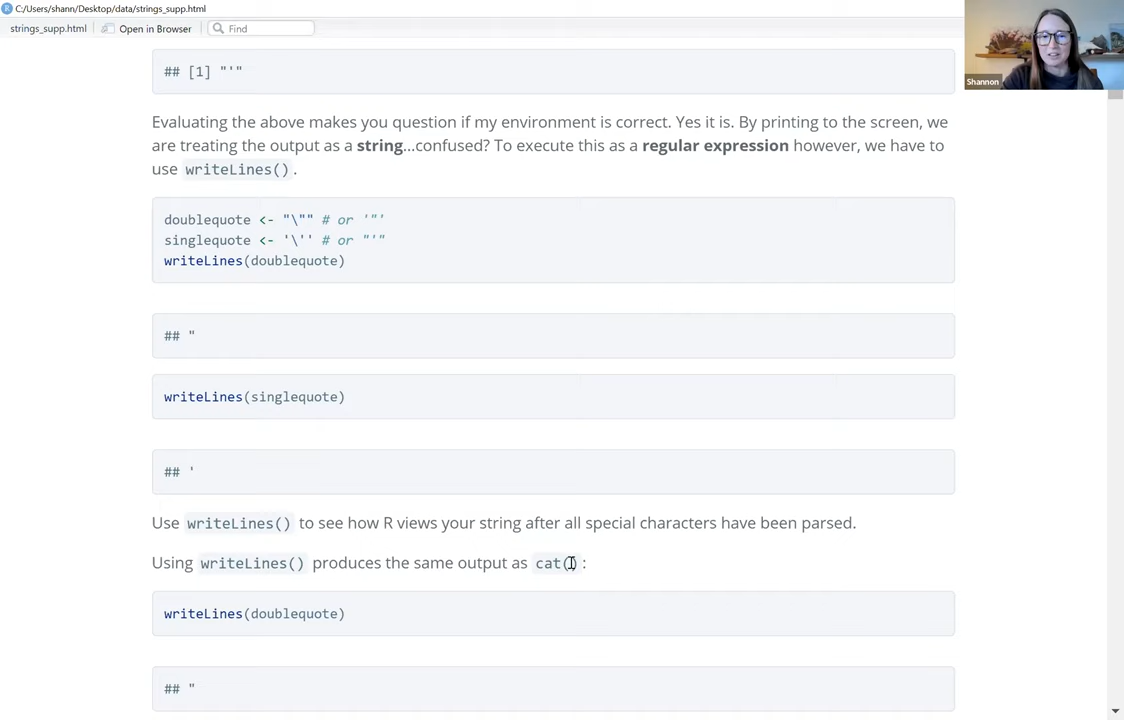 C:/Users/shann/Desktop/data/strings_supp.html
strings_supp.html Open in Browser Find
Shannon
## [1] "'"
Evaluating the above makes you question if my environment is correct. Yes it is. By printing to the screen, we
are treating the output as a string...confused? To execute this as a regular expression however, we have to
use writeLines().
doublequote <- "\"" # or '"'
singlequote <- '\'' # or "'"
writeLines(doublequote)
## "
writeLines(singlequote)
## '
Use writeLines() to see how R views your string after all special characters have been parsed.
Using writeLines() produces the same output as cat():
writeLines(doublequote)
## "